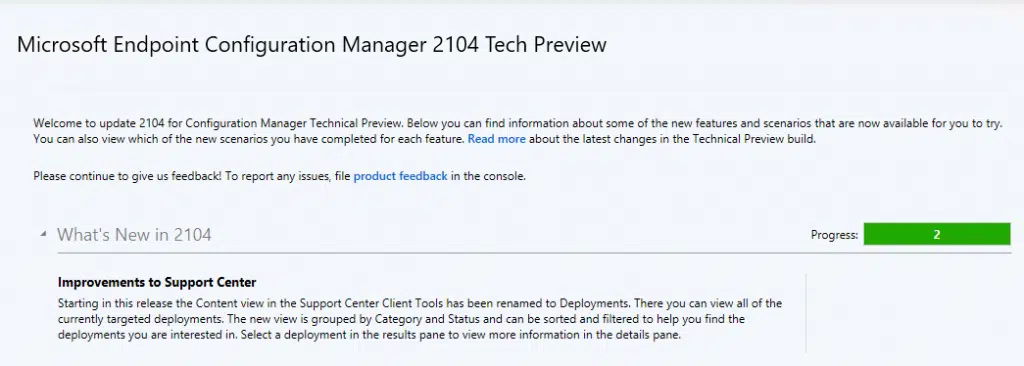 Microsoft Endpoint Configuration Manager 2104 Tech Preview
Welcome to update 2104 for Configuration Manager Technical Preview. Below you can find information about some of the new features and scenarios that are now available for you to try.
You can also view which of the new scenarios you have completed for each feature. Read more about the latest changes in the Technical Preview build.
Please continue to give us feedback! To report any issues, file product feedback in the console.
What's New in 2104
Progress: 2
Improvements to Support Center
Starting in this release the Content view in the Support Center Client Tools has been renamed to Deployments. There you can view all of the
currently targeted deployments. The new view is grouped by Category and Status and can be sorted and filtered to help you find the
deployments you are interested in. Select a deployment in the results pane to view more information in the details pane.